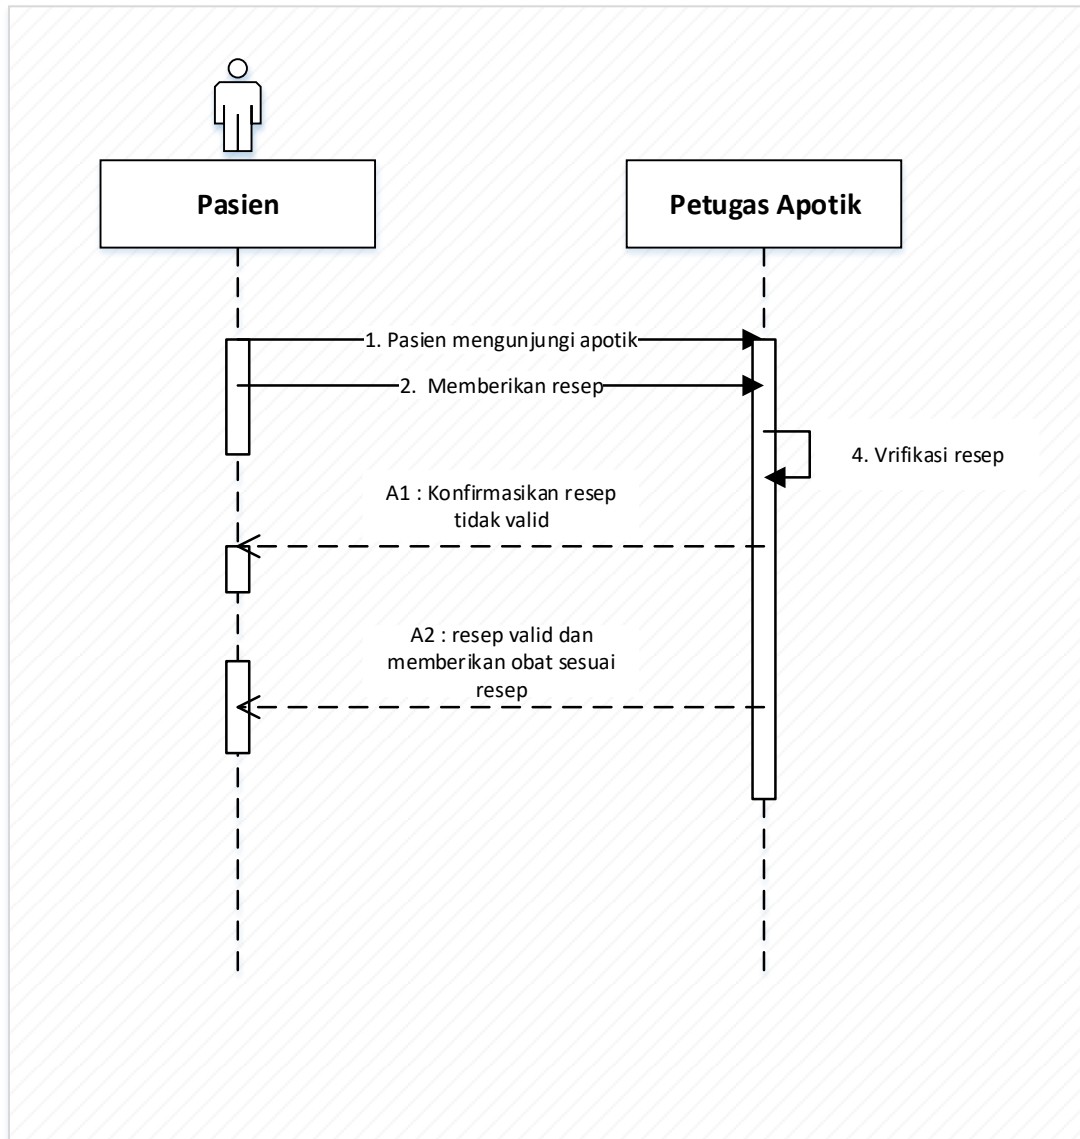 Pasien
Petugas Apotik
1. Pasien mengunjungi apotik
2. Memberikan resep
4. Vrifikasi resep
A1 : Konfirmasikan resep
tidak valid
A2 : resep valid dan
memberikan obat sesuai
resep